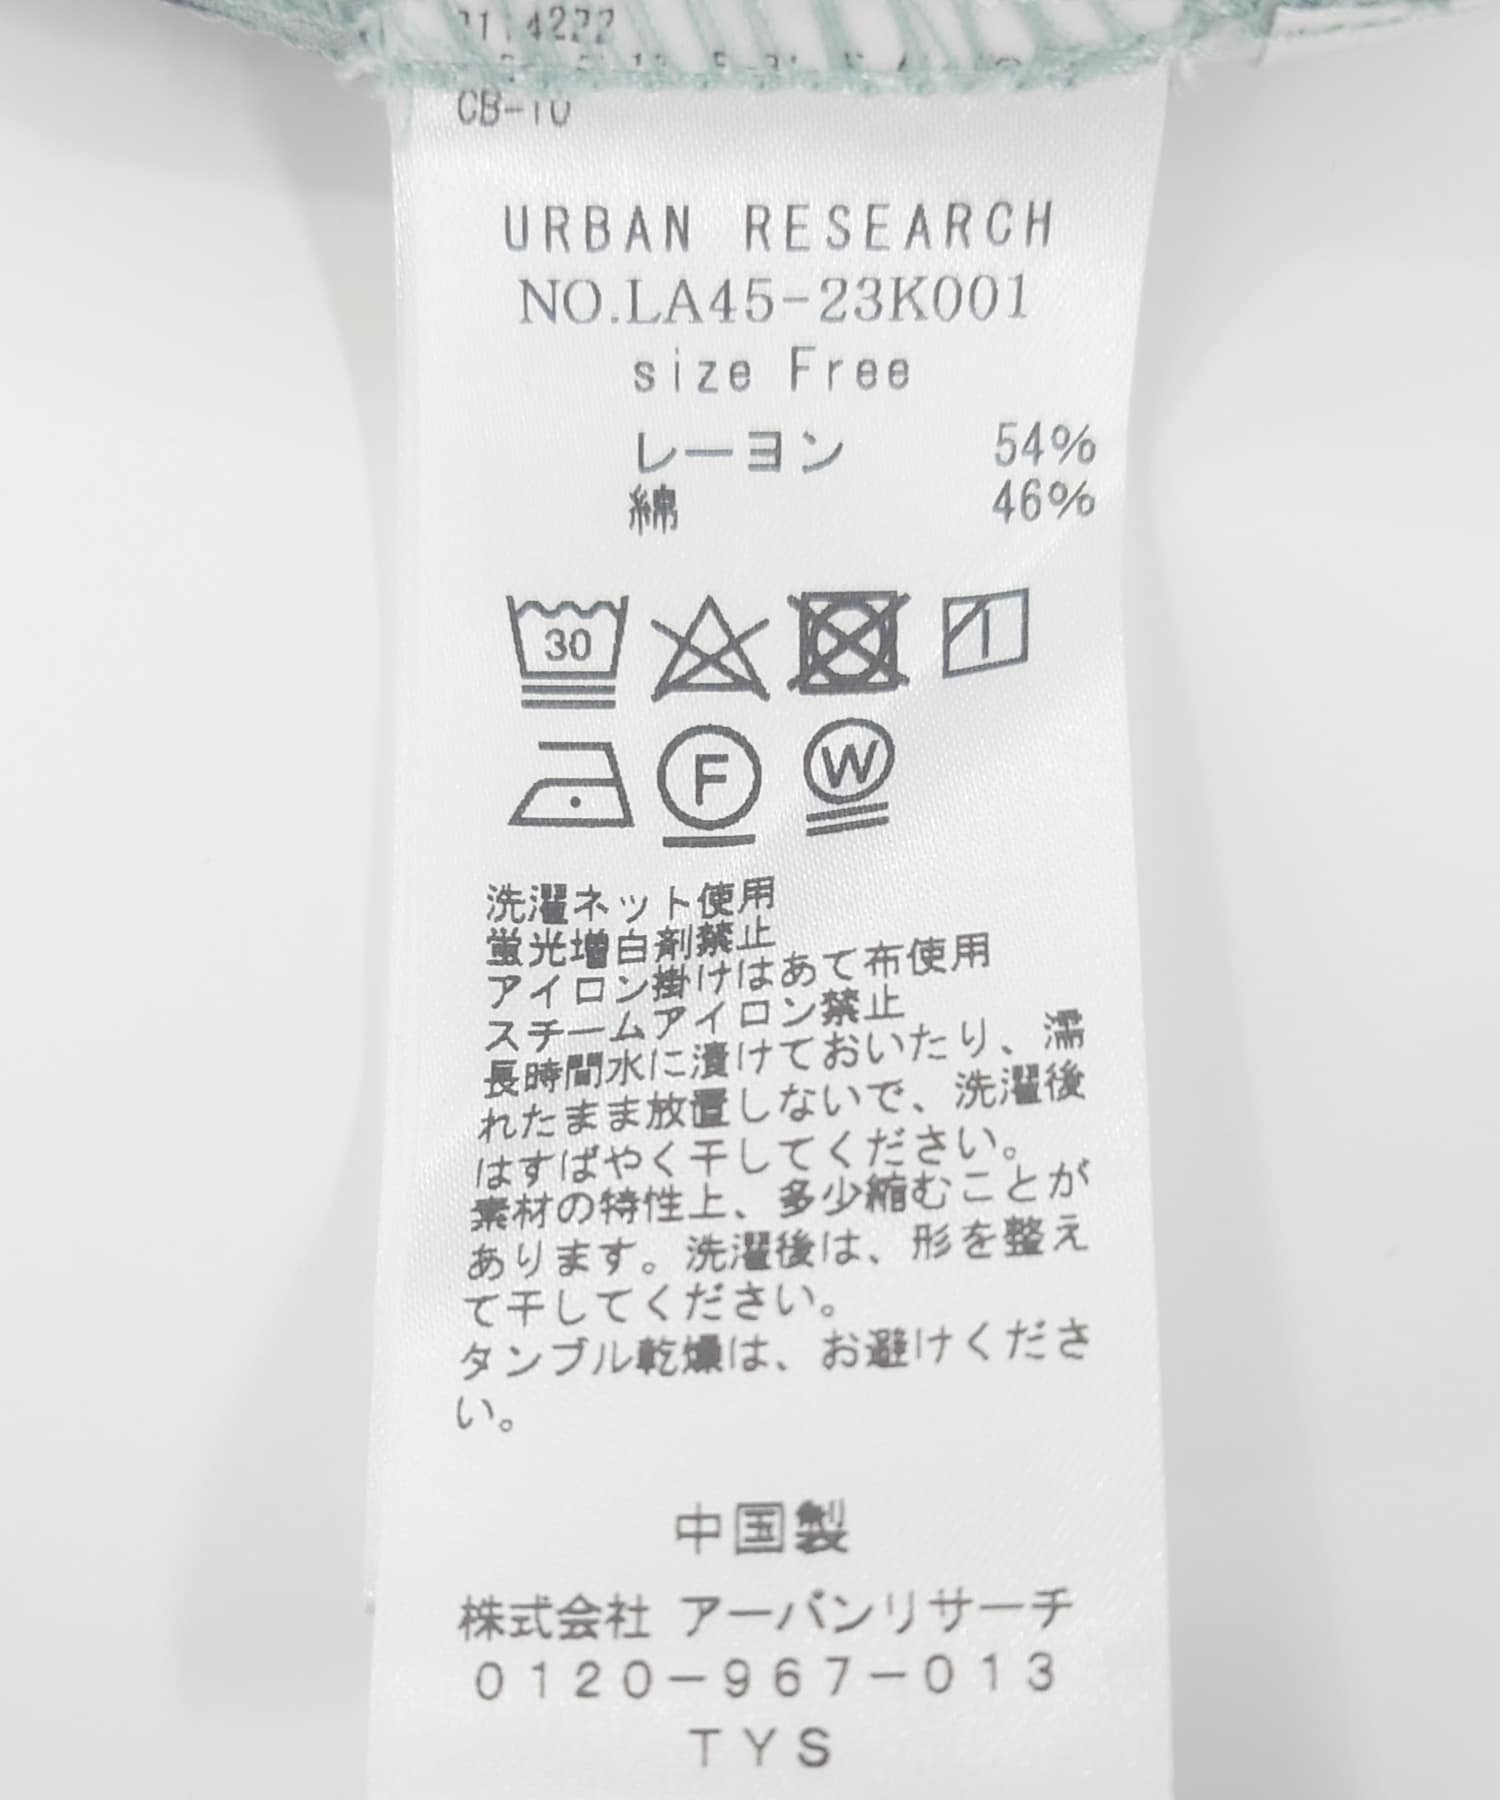 CB-10
URBAN RESEARCH
NO.LA45-23K001
size Free
レーヨン 54%
綿 46%
30
F
W
洗濯ネット使用
蛍光増白剤禁止
アイロン掛けはあて布使用
スチームアイロン禁止
長時間水に漬けておいたり、濡
れたまま放置しないで、洗濯後
はすばやく干してください。
素材の特性上、多少縮むことが
あります。洗濯後は、形を整え
て干してください。
タンブル乾燥は、お避けくださ
い。
中国製
株式会社 アーバンリサーチ
0120-967-013
TYS